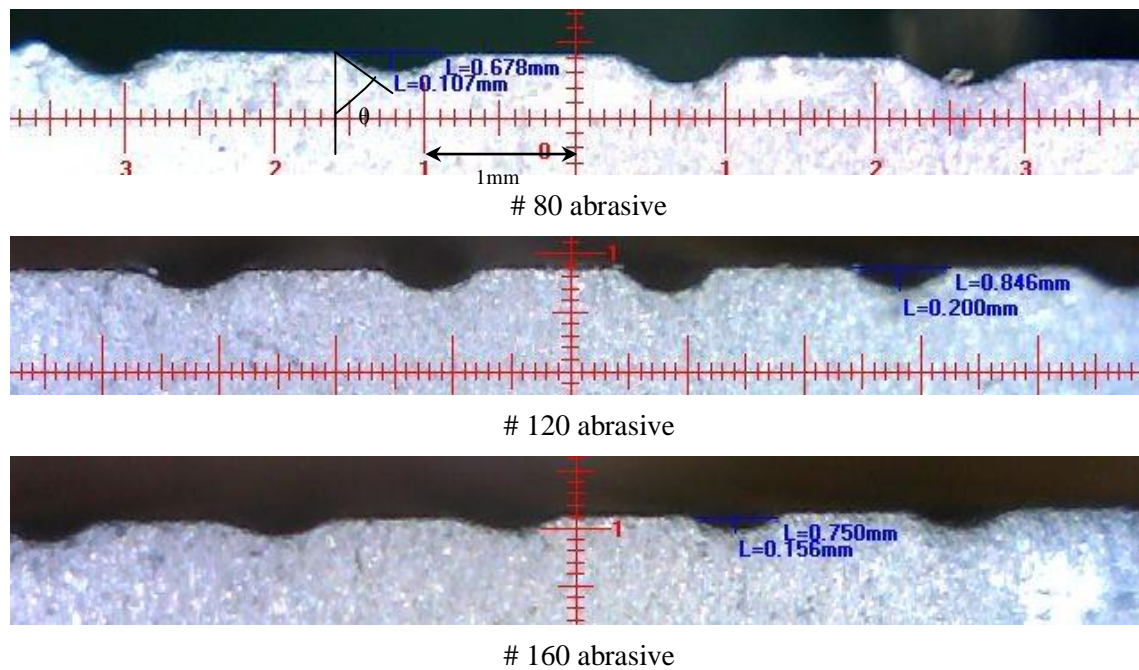 L=0.678mm
L=0.107mm
θ
0
3 2 1 1 2 3
1mm
# 80 abrasive
1
L=0.846mm
L=0.200mm
# 120 abrasive
1
L=0.750mm
L=0.156mm
# 160 abrasive